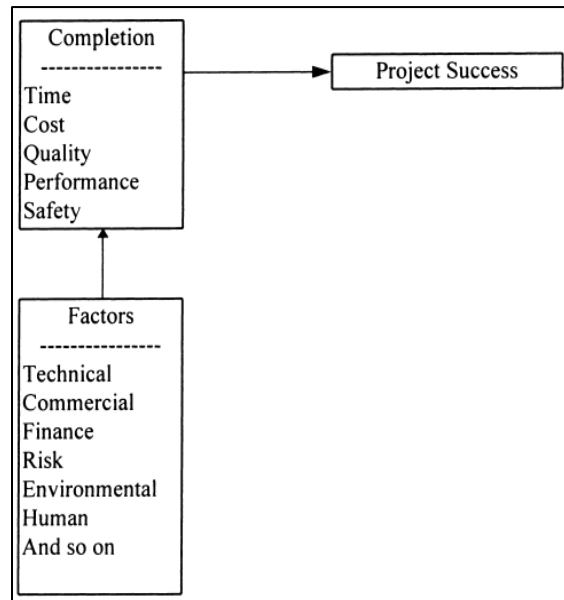 Completion
-----------------
Time
Cost
Quality
Performance
Safety
Project Success
Factors
-----------------
Technical
Commercial
Finance
Risk
Environmental
Human
And so on